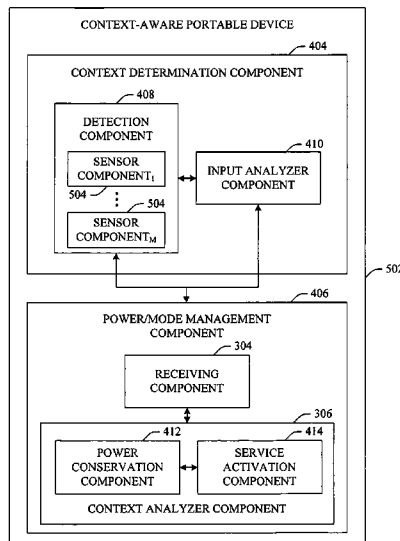 CONTEXT-AWARE PORTABLE DEVICE
404
CONTEXT DETERMINATION COMPONENT
408
DETECTION
COMPONENT
SENSOR
COMPONENT1
504
504
SENSOR
COMPONENTM
410
INPUT ANALYZER
COMPONENT
502
406
POWER/MODE MANAGEMENT
COMPONENT
304
RECEIVING
COMPONENT
306
412
POWER
CONSERVATION
COMPONENT
414
SERVICE
ACTIVATION
COMPONENT
CONTEXT ANALYZER COMPONENT